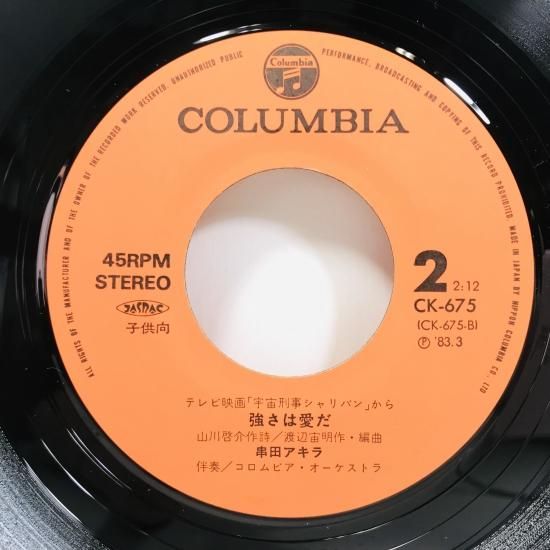 ALL RIGHTS OF THE MANUFACTURER AND OF THE OWNER OF THE RECORDED WORK RESERVED. UNAUTHORIZED PUBLIC PERFORMANCE, BROADCASTING AND COPYING OF THIS RECORD PROHIBITED. MADE IN JAPAN BY NIPPON COLUMBIA CO., LTD
Columbia
COLUMBIA
45RPM
STEREO
JASRAC
子供向
2 2:12
CK-675
(CK-675-B)
Ⓟ '83.3
テレビ映画「宇宙刑事シャリバン」から
強さは愛だ
山川啓介作詩/渡辺宙明作・編曲
串田アキラ
伴奏/コロムビア・オーケストラ